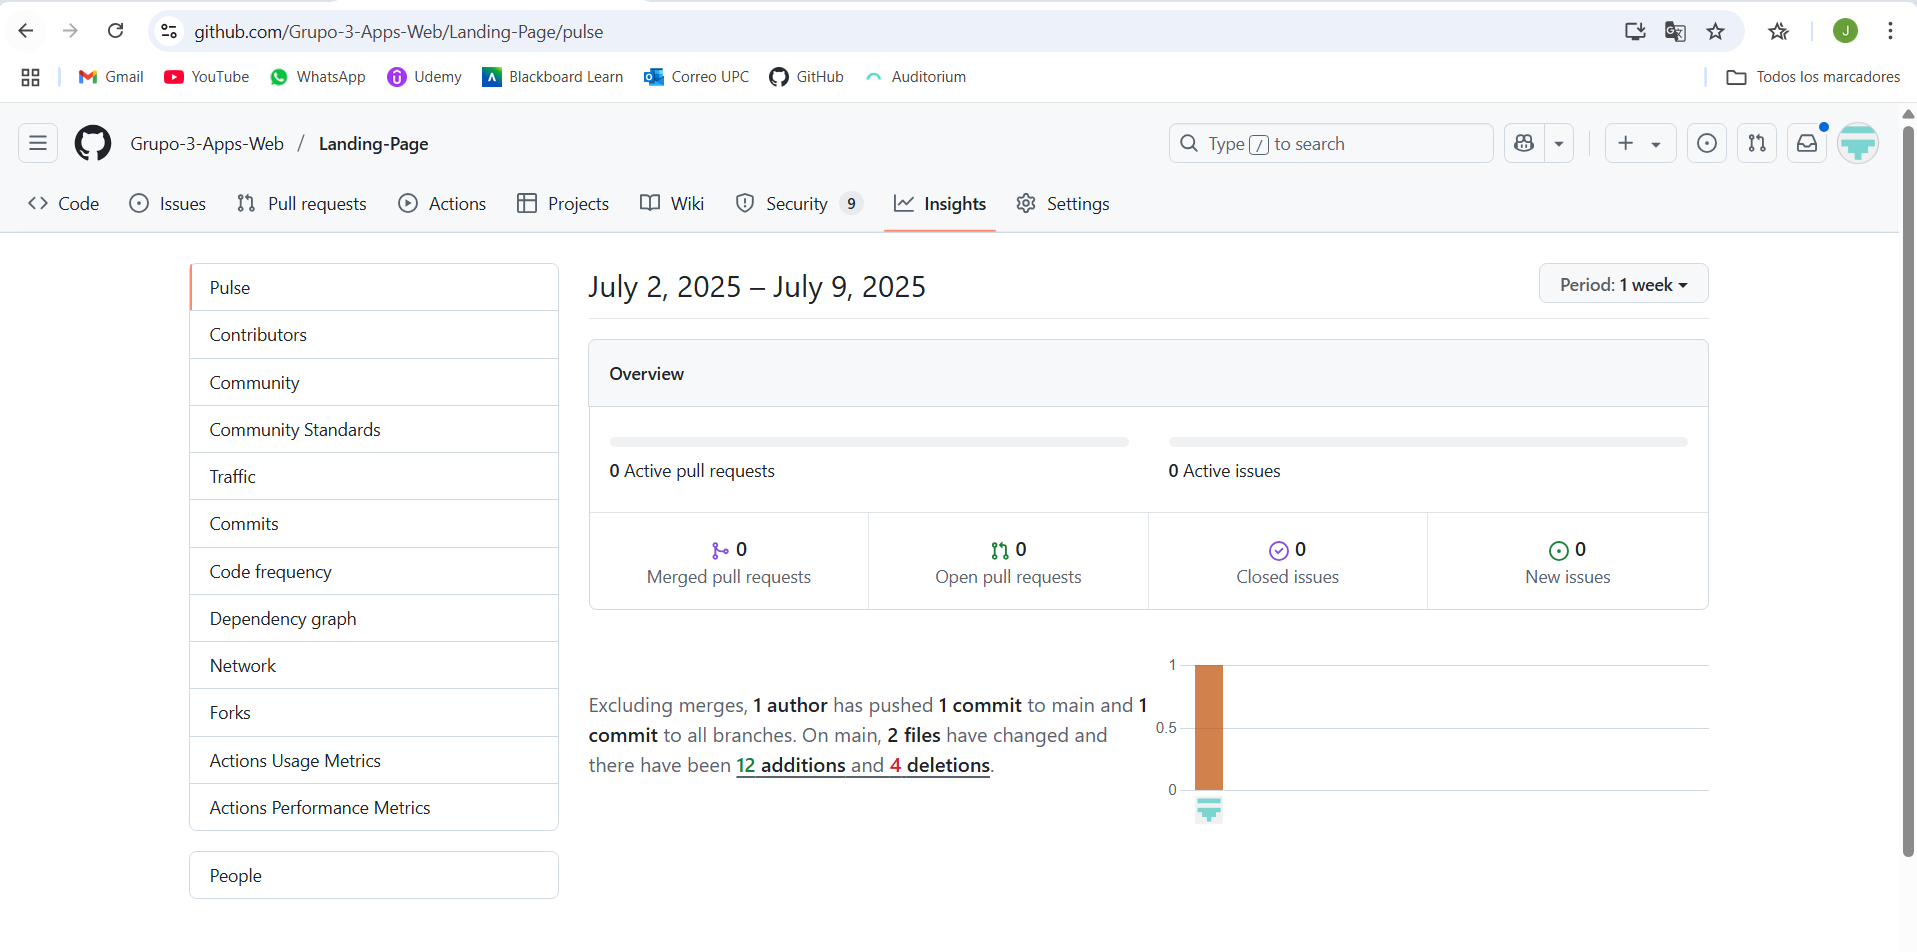 github.com/Grupo-3-Apps-Web/Landing-Page/pulse
J
Gmail YouTube WhatsApp Udemy Blackboard Learn Correo UPC GitHub Auditorium Todos los marcadores
Grupo-3-Apps-Web / Landing-Page Type / to search
Code Issues Pull requests Actions Projects Wiki Security 9 Insights Settings
Pulse
Contributors
Community
Community Standards
Traffic
Commits
Code frequency
Dependency graph
Network
Forks
Actions Usage Metrics
Actions Performance Metrics
People
July 2, 2025 – July 9, 2025
Period: 1 week
Overview
0 Active pull requests
0 Active issues
0
Merged pull requests
0
Open pull requests
0
Closed issues
0
New issues
Excluding merges, 1 author has pushed 1 commit to main and 1
commit to all branches. On main, 2 files have changed and
there have been 12 additions and 4 deletions.
1
0.5
0